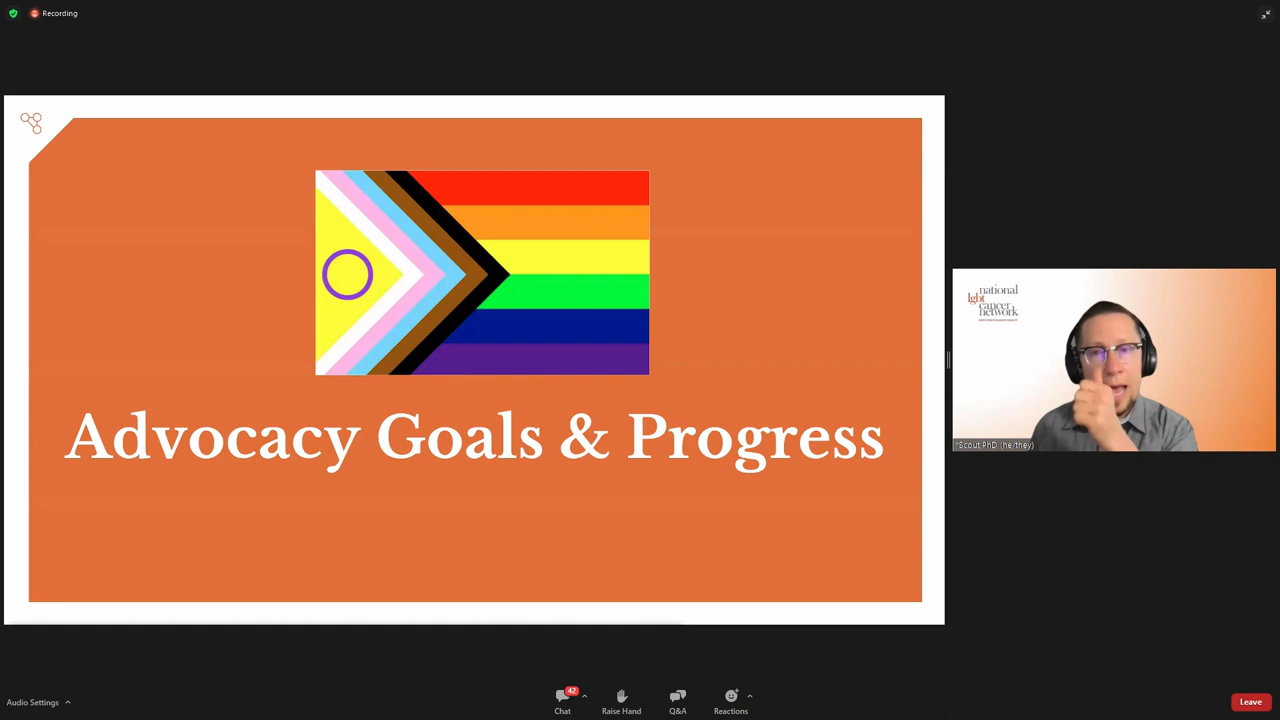 Recording
Advocacy Goals & Progress
national
lgbt
cancer
network
*Scout PhD (he/they)
Audio Settings
42
Chat
Raise Hand
Q&A
Reactions
Leave